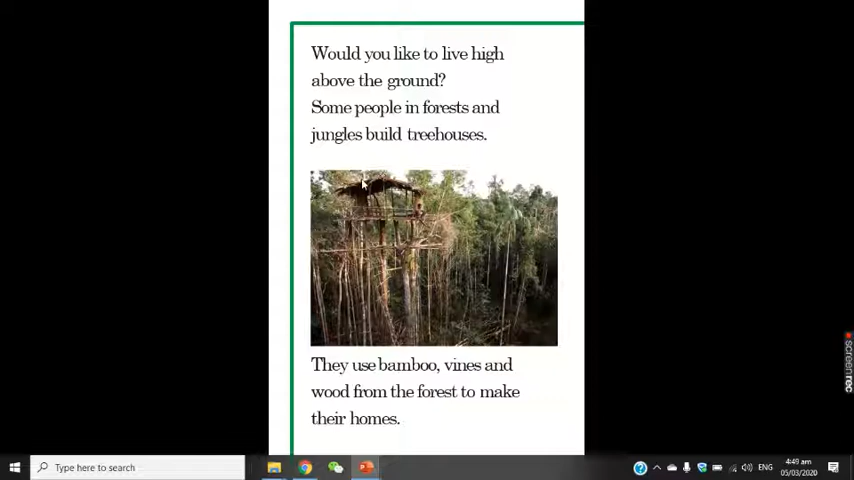 Would you like to live high
above the ground?
Some people in forests and
jungles build treehouses.
They use bamboo, vines and
wood from the forest to make
their homes.
screenrec
Type here to search
ENG
4:49 am
05/03/2020